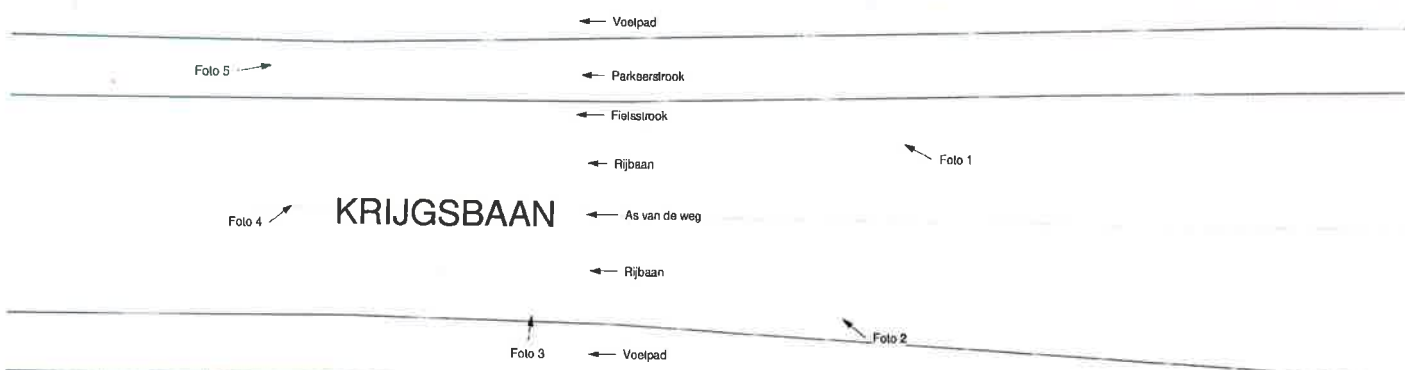 Voetpad
Foto 5
Parkeerstrook
Fietsstrook
Rijbaan
Foto 1
Foto 4
KRIJGSBAAN
As van de weg
Rijbaan
Foto 2
Foto 3
Voetpad